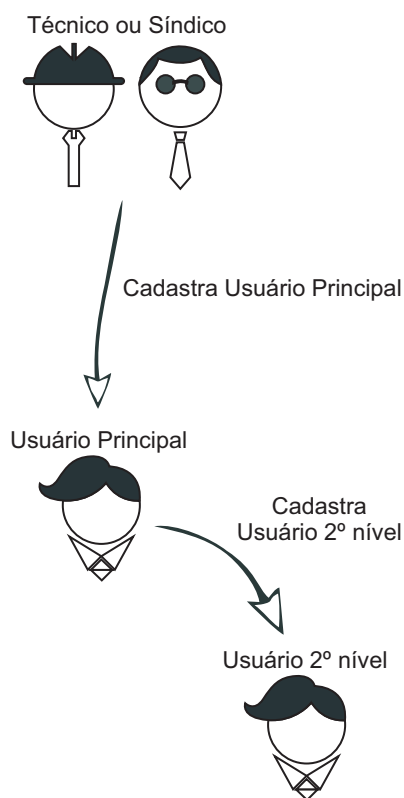 Técnico ou Síndico
Cadastra Usuário Principal
Usuário Principal
Cadastra
Usuário 2º nível
Usuário 2º nível